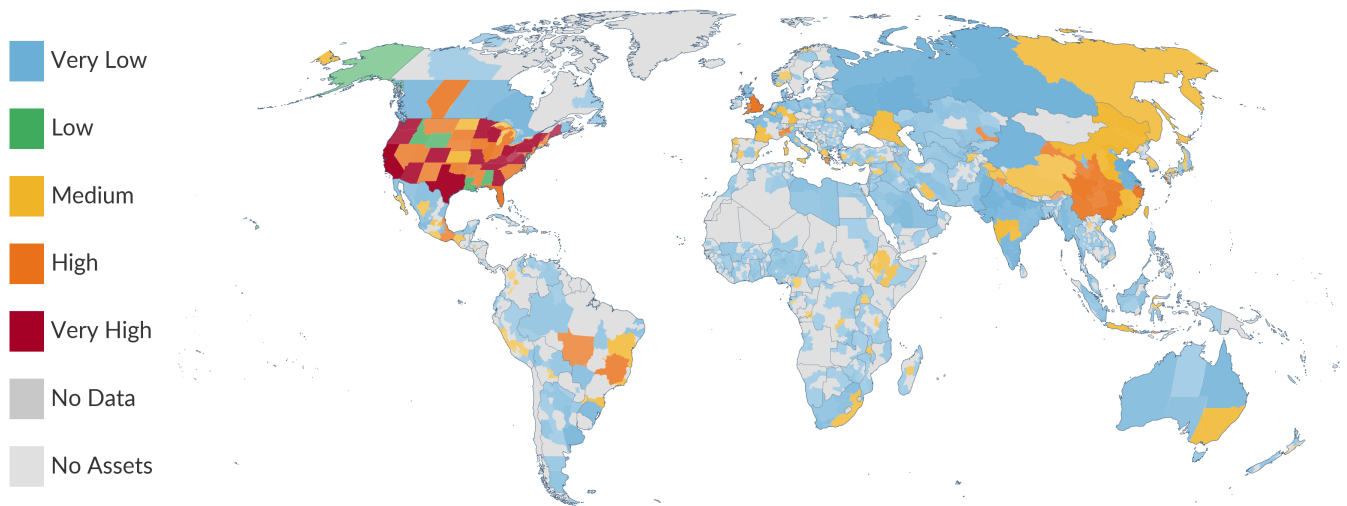 Very Low
Low
Medium
High
Very High
No Data
No Assets